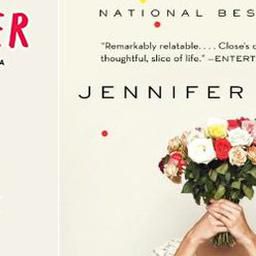 ER
A
NATIONAL BES
"Remarkably relatable. . . . Close's
thoughtful, slice of life." —ENTERT
JENNIFER